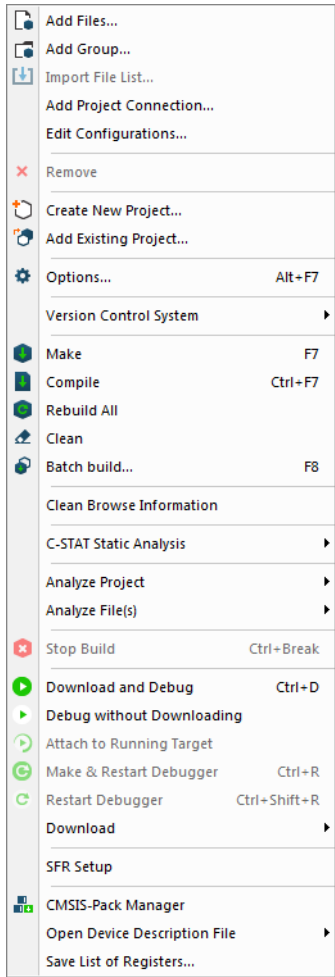 Add Files...
Add Group...
Import File List...
Add Project Connection...
Edit Configurations...
Remove
Create New Project...
Add Existing Project...
Options... Alt+F7
Version Control System
Make F7
Compile Ctrl+F7
Rebuild All
Clean
Batch build... F8
Clean Browse Information
C-STAT Static Analysis
Analyze Project
Analyze File(s)
Stop Build Ctrl+Break
Download and Debug Ctrl+D
Debug without Downloading
Attach to Running Target
Make & Restart Debugger Ctrl+R
Restart Debugger Ctrl+Shift+R
Download
SFR Setup
CMSIS-Pack Manager
Open Device Description File
Save List of Registers...